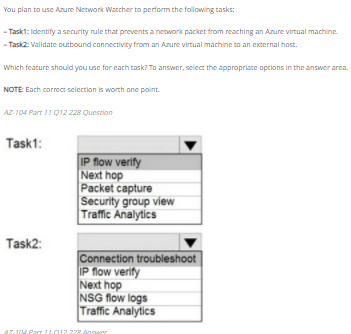 You plan to use Azure Network Watcher to perform the following tasks:
– Task1: Identify a security rule that prevents a network packet from reaching an Azure virtual machine.
– Task2: Validate outbound connectivity from an Azure virtual machine to an external host.
Which feature should you use for each task? To answer, select the appropriate options in the answer area.
NOTE: Each correct selection is worth one point.
AZ-104 Part 11 Q12 228 Question
Task1:
IP flow verify
Next hop
Packet capture
Security group view
Traffic Analytics
Task2:
Connection troubleshoot
IP flow verify
Next hop
NSG flow logs
Traffic Analytics
AZ-104 Part 11 Q12 228 Answer